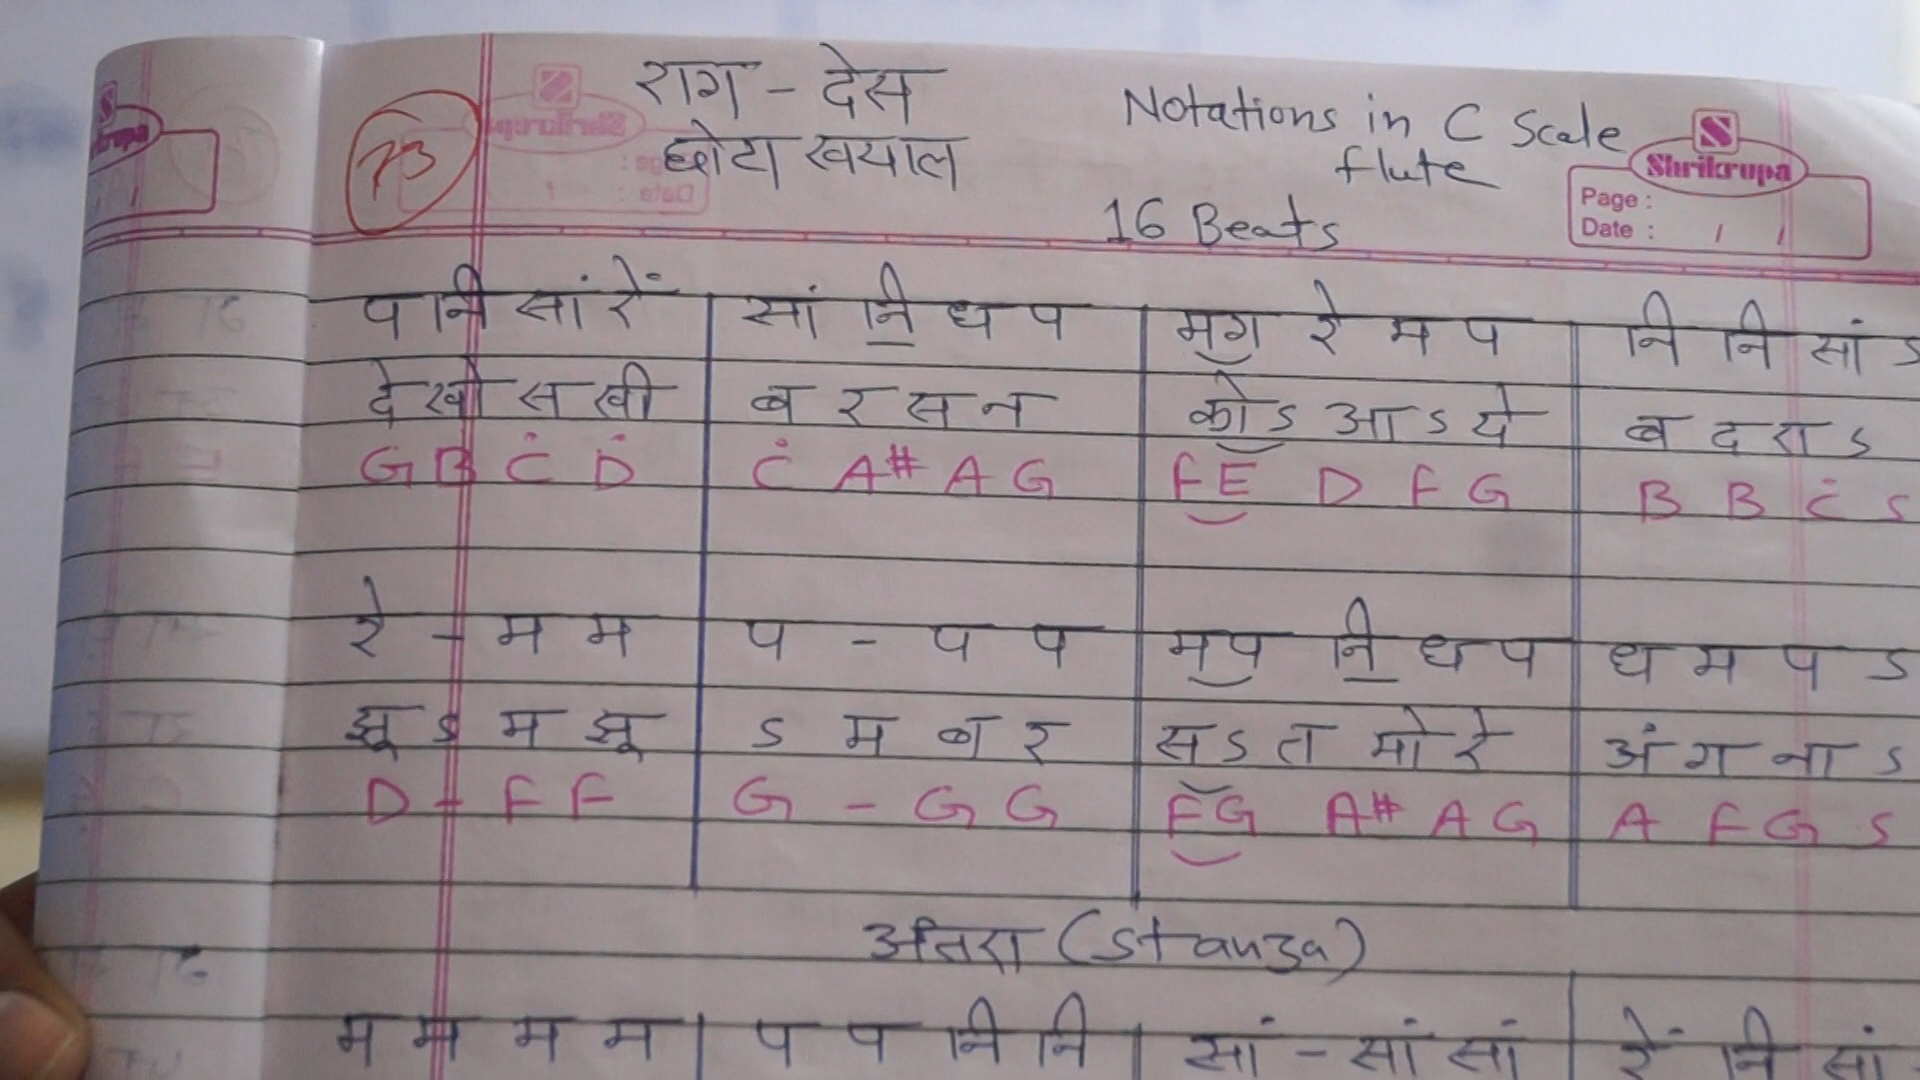 राग - देस
Notations in C Scale
flute
73
छोटा खयाल
16 Beats
Shrikrupa
Page :
Date : / /
प नि सां रें | सां नि॒ ध प | मग रे म प | नि नि सां ऽ
दे खो स खी | ब र स न | कोऽ आ ऽ ये | ब द रा ऽ
G B Ċ Ḋ | Ċ A# A G | FE D F G | B B Ċ S
रे - म म | प - प प | मप नि॒ ध प | ध म प ऽ
झू ऽ म झू | ऽ म ब र | सऽ त मो रे | अं ग ना ऽ
D - F F | G - G G | FG A# A G | A F G S
अंतरा (Stanza)
म म म म | प प नि नि | सां - सां सां | रें नि सां -